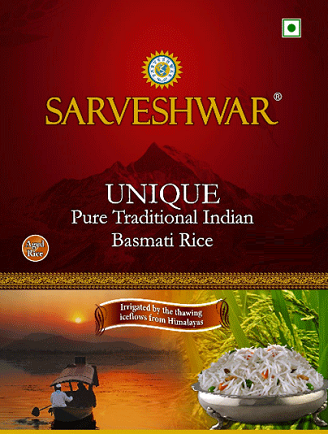 SARVESHWAR®
UNIQUE
Pure Traditional Indian
Basmati Rice
Aged
Rice
Irrigated by the thawing
iceflows from Himalayas